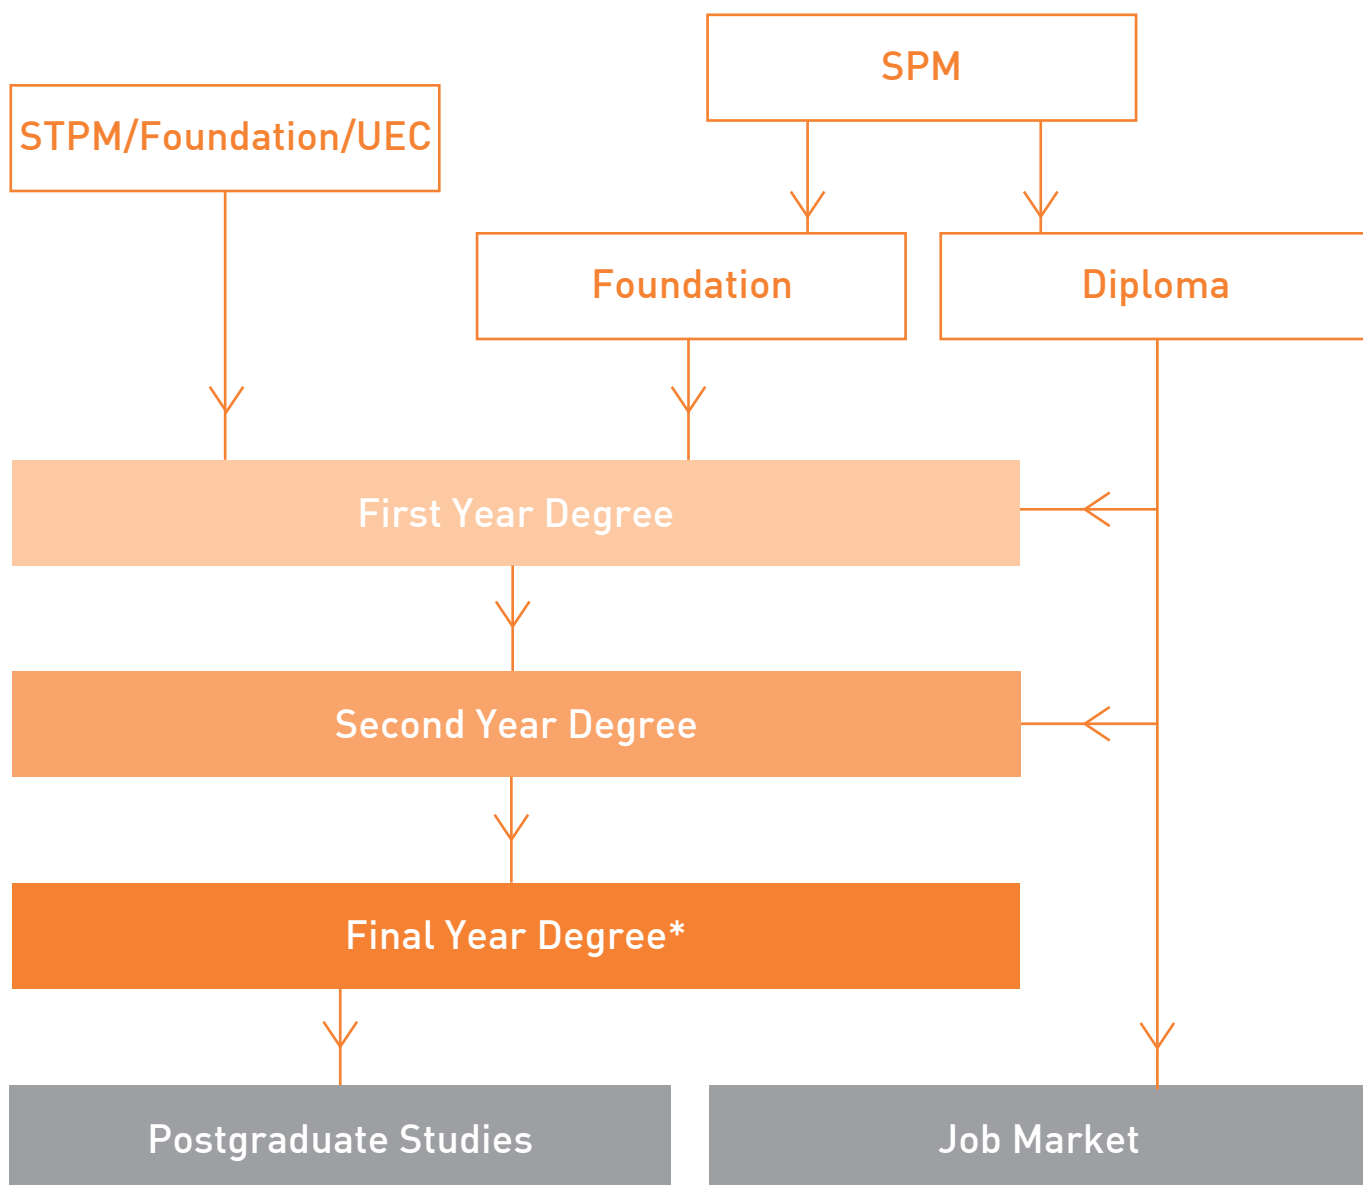 SPM
STPM/Foundation/UEC
Foundation
Diploma
First Year Degree
Second Year Degree
Final Year Degree*
Postgraduate Studies
Job Market